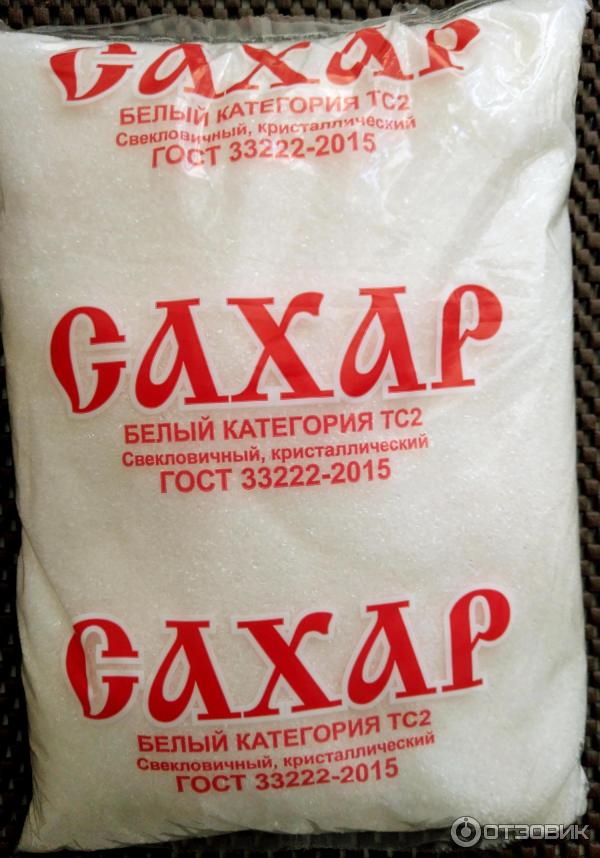 САХАР
БЕЛЫЙ КАТЕГОРИЯ ТС2
Свекловичный, кристаллический
ГОСТ 33222-2015
САХАР
БЕЛЫЙ КАТЕГОРИЯ ТС2
Свекловичный, кристаллический
ГОСТ 33222-2015
САХАР
БЕЛЫЙ КАТЕГОРИЯ ТС2
Свекловичный, кристаллический
ГОСТ 33222-2015
ОТЗОВИК